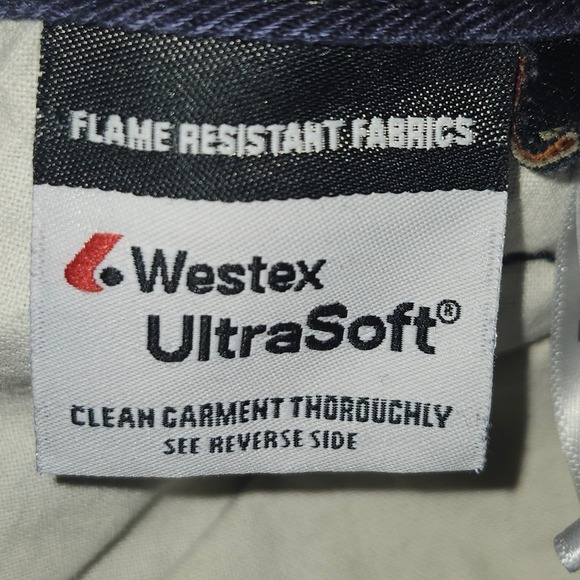 FLAME RESISTANT FABRICS
Westex
UltraSoft®
CLEAN GARMENT THOROUGHLY
SEE REVERSE SIDE